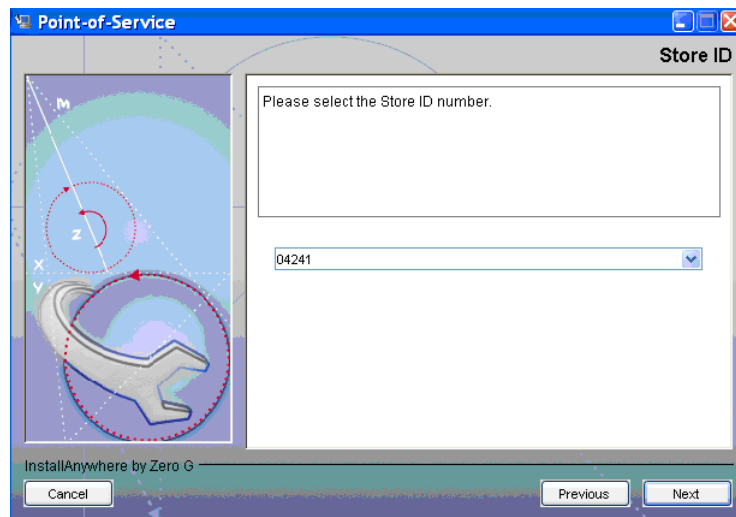 Point-of-Service
Store ID
Please select the Store ID number.
m
z
x
y
04241
InstallAnywhere by Zero G
Cancel
Previous
Next